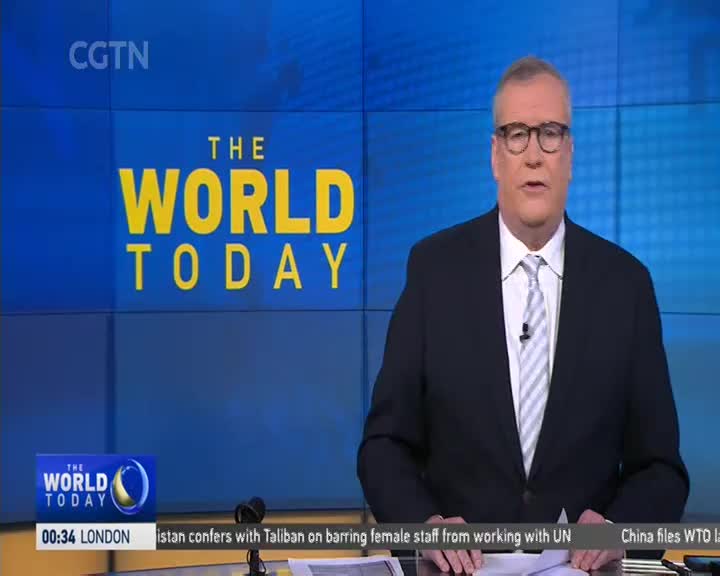 CGTN
THE
WORLD
TODAY
THE
WORLD
TODAY
00:34 LONDON
istan confers with Taliban on barring female staff from working with UN China files WTO la